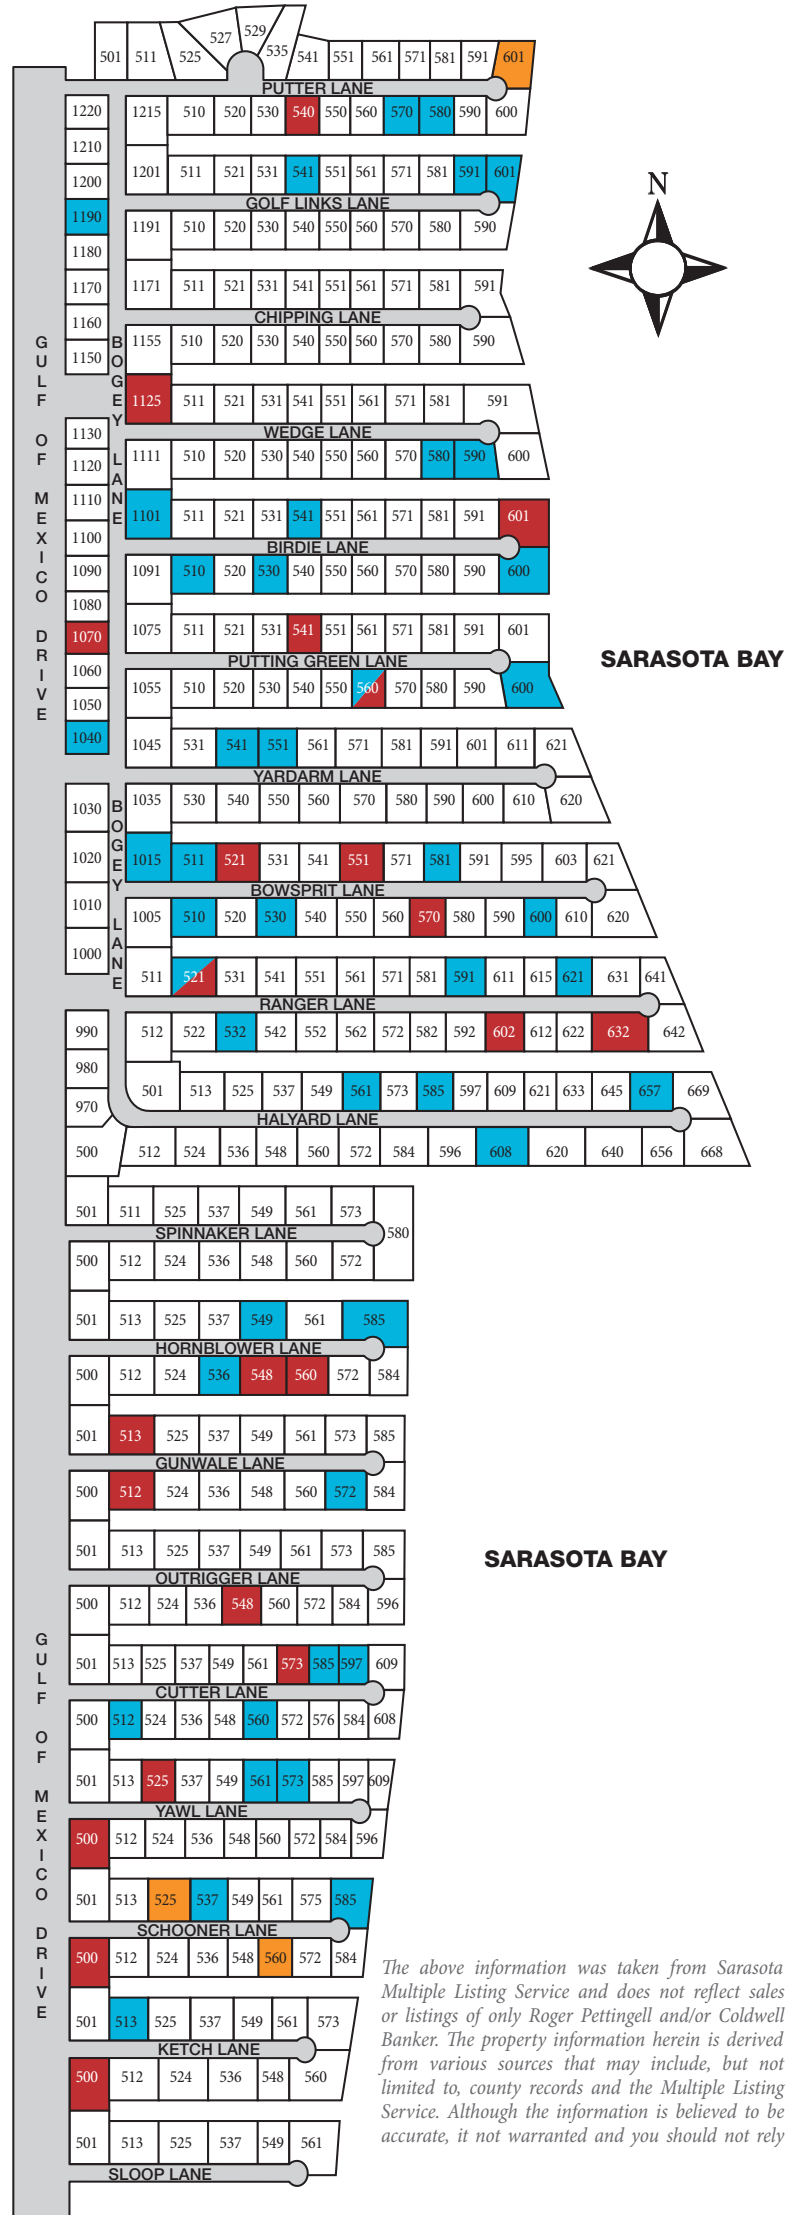 501 511 525 527 529 535 541 551 561 571 581 591 601
PUTTER LANE
1220 1215 510 520 530 540 550 560 570 580 590 600
1210
1200 1201 511 521 531 541 551 561 571 581 591 601
GOLF LINKS LANE
1190 1191 510 520 530 540 550 560 570 580 590
1180
N
1170 1171 511 521 531 541 551 561 571 581 591
CHIPPING LANE
1160
1150 1155 510 520 530 540 550 560 570 580 590
GULF OF MEXICO DRIVE
BOGEY LANE
1125 511 521 531 541 551 561 571 581 591
WEDGE LANE
1130
1120 1111 510 520 530 540 550 560 570 580 590 600
1110
1100 1101 511 521 531 541 551 561 571 581 591 601
BIRDIE LANE
1090 1091 510 520 530 540 550 560 570 580 590 600
1080
1070 1075 511 521 531 541 551 561 571 581 591 601
PUTTING GREEN LANE
SARASOTA BAY
1060
1050 1055 510 520 530 540 550 560 570 580 590 600
1040 1045 531 541 551 561 571 581 591 601 611 621
YARDARM LANE
1030 1035 530 540 550 560 570 580 590 600 610 620
BOGEY LANE
1020 1015 511 521 531 541 551 571 581 591 595 603 621
BOWSPRIT LANE
1010 1005 510 520 530 540 550 560 570 580 590 600 610 620
1000
511 521 531 541 551 561 571 581 591 611 615 621 631 641
RANGER LANE
990 512 522 532 542 552 562 572 582 592 602 612 622 632 642
980
970 501 513 525 537 549 561 573 585 597 609 621 633 645 657 669
HALYARD LANE
500 512 524 536 548 560 572 584 596 608 620 640 656 668
501 511 525 537 549 561 573 580
SPINNAKER LANE
500 512 524 536 548 560 572
501 513 525 537 549 561 585
HORNBLOWER LANE
500 512 524 536 548 560 572 584
501 513 525 537 549 561 573 585
GUNWALE LANE
500 512 524 536 548 560 572 584
501 513 525 537 549 561 573 585
SARASOTA BAY
OUTRIGGER LANE
500 512 524 536 548 560 572 584 596
GULF OF MEXICO DRIVE
501 513 525 537 549 561 573 585 597 609
CUTTER LANE
500 512 524 536 548 560 572 576 584 608
501 513 525 537 549 561 573 585 597 609
YAWL LANE
500 512 524 536 548 560 572 584 596
501 513 525 537 549 561 575 585
SCHOONER LANE
500 512 524 536 548 560 572 584
501 513 525 537 549 561 573
KETCH LANE
500 512 524 536 548 560
501 513 525 537 549 561
SLOOP LANE
The above information was taken from Sarasota
Multiple Listing Service and does not reflect sales
or listings of only Roger Pettingell and/or Coldwell
Banker. The property information herein is derived
from various sources that may include, but not
limited to, county records and the Multiple Listing
Service. Although the information is believed to be
accurate, it not warranted and you should not rely